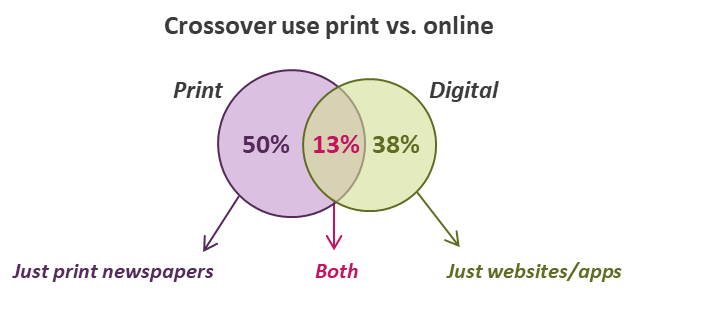 Crossover use print vs. online
Print
Digital
50%
13%
38%
Just print newspapers
Both
Just websites/apps